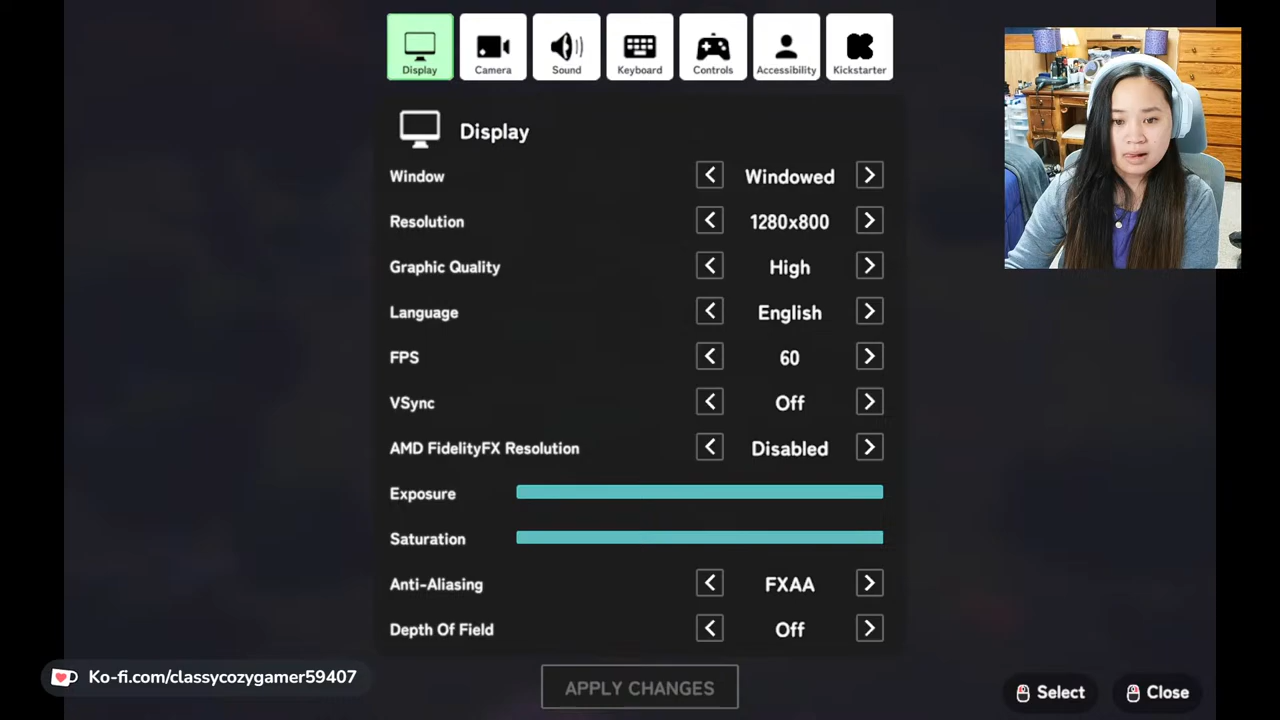 Display
Camera
Sound
Keyboard
Controls
Accessibility
Kickstarter
Display
Window
Windowed
Resolution
1280x800
Graphic Quality
High
Language
English
FPS
60
VSync
Off
AMD FidelityFX Resolution
Disabled
Exposure
Saturation
Anti-Aliasing
FXAA
Depth Of Field
Off
APPLY CHANGES
Ko-fi.com/classycozygamer59407
Select
Close